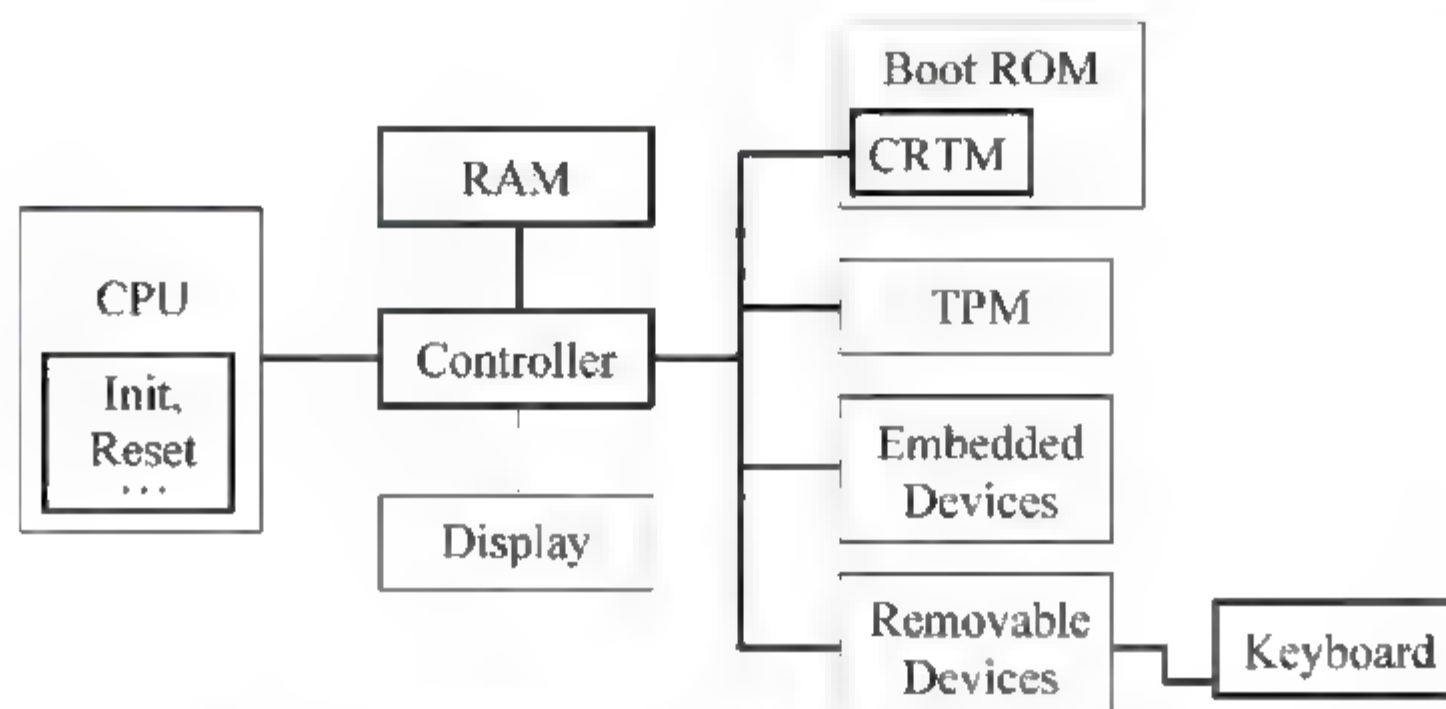 Boot ROM
CRTM
RAM
CPU
Init,
Reset
...
Controller
TPM
Embedded
Devices
Display
Removable
Devices
Keyboard